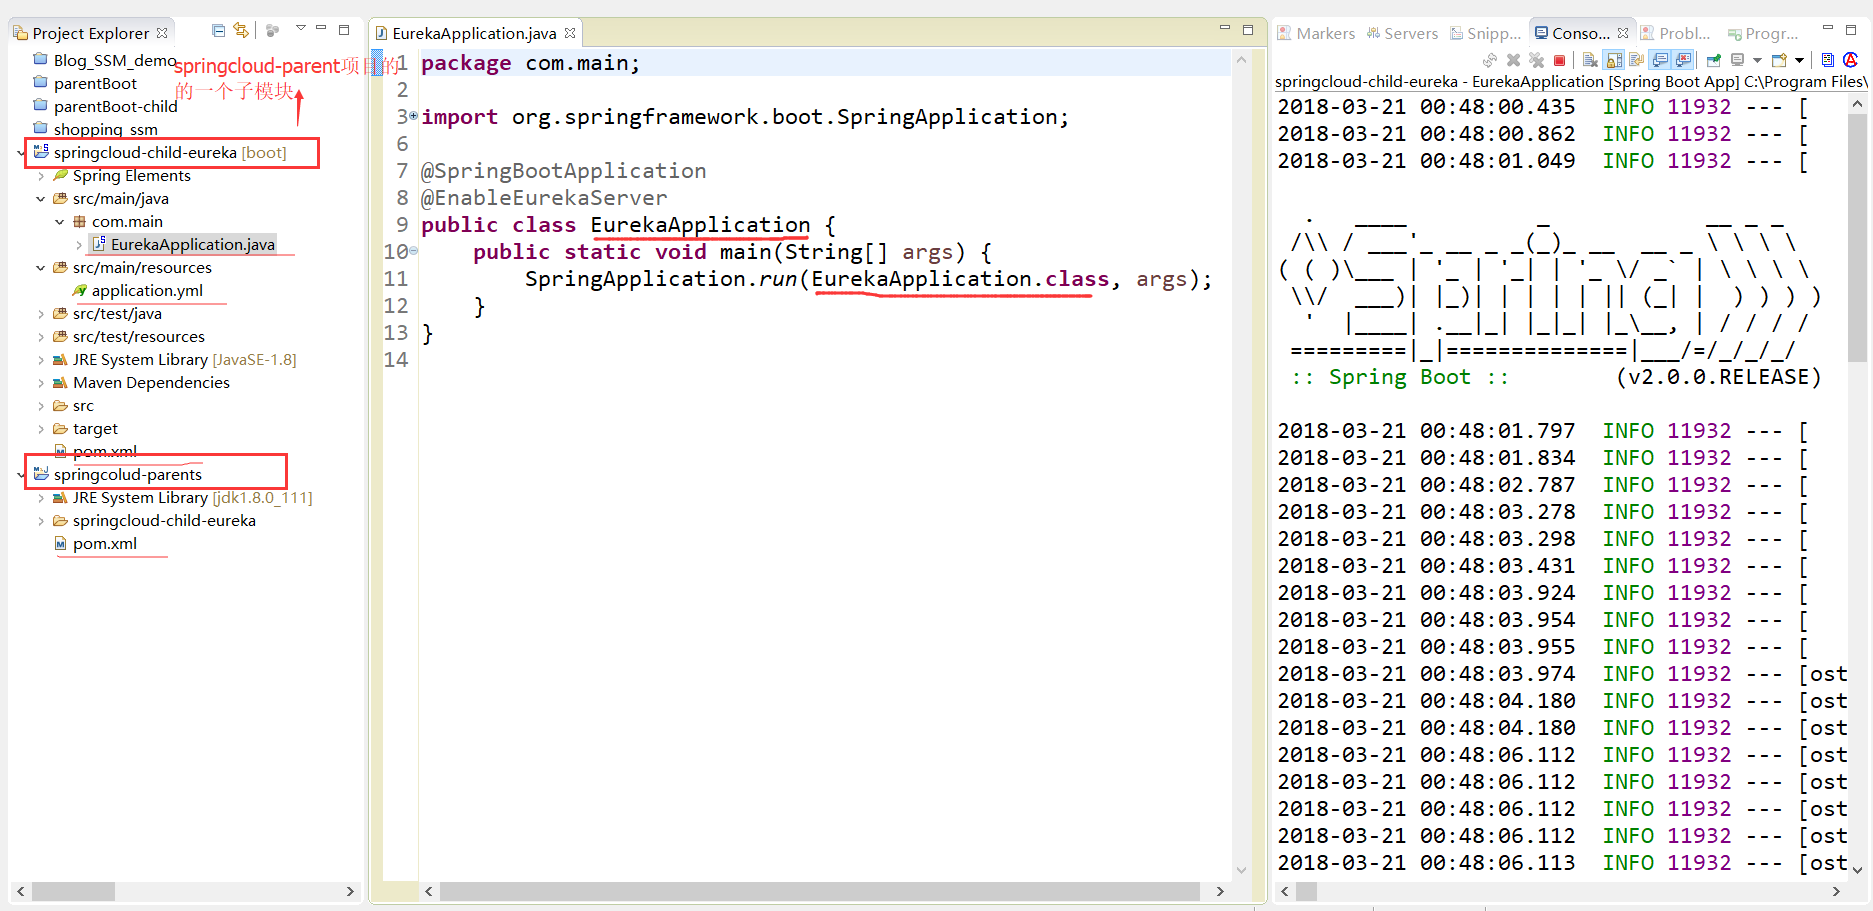 Project Explorer
Blog_SSM_demo
parentBoot
parentBoot-child
shopping_ssm
springcloud-parent项目的
的一个子模块
springcloud-child-eureka [boot]
Spring Elements
src/main/java
com.main
EurekaApplication.java
src/main/resources
application.yml
src/test/java
src/test/resources
JRE System Library [JavaSE-1.8]
Maven Dependencies
src
target
pom.xml
springcolud-parents
JRE System Library [jdk1.8.0_111]
springcloud-child-eureka
pom.xml
EurekaApplication.java
1 package com.main;
2
3 import org.springframework.boot.SpringApplication;
6
7 @SpringBootApplication
8 @EnableEurekaServer
9 public class EurekaApplication {
10 public static void main(String[] args) {
11 SpringApplication.run(EurekaApplication.class, args);
12 }
13 }
14
Markers Servers Snipp... Conso... Probl... Progr...
springcloud-child-eureka - EurekaApplication [Spring Boot App] C:\Program Files\
2018-03-21 00:48:00.435 INFO 11932 --- [
2018-03-21 00:48:00.862 INFO 11932 --- [
2018-03-21 00:48:01.049 INFO 11932 --- [
  .   ____          _            __ _ _
 /\\ / ___'_ __ _ _(_)_ __  __ _ \ \ \ \
( ( )\___ | '_ | '_| | '_ \/ _` | \ \ \ \
 \\/  ___)| |_)| | | | | || (_| |  ) ) ) )
  '  |____| .__|_| |_|_| |_\__, | / / / /
 =========|_|==============|___/=/_/_/_/
:: Spring Boot :: (v2.0.0.RELEASE)
2018-03-21 00:48:01.797 INFO 11932 --- [
2018-03-21 00:48:01.834 INFO 11932 --- [
2018-03-21 00:48:02.787 INFO 11932 --- [
2018-03-21 00:48:03.278 INFO 11932 --- [
2018-03-21 00:48:03.298 INFO 11932 --- [
2018-03-21 00:48:03.431 INFO 11932 --- [
2018-03-21 00:48:03.924 INFO 11932 --- [
2018-03-21 00:48:03.954 INFO 11932 --- [
2018-03-21 00:48:03.955 INFO 11932 --- [
2018-03-21 00:48:03.974 INFO 11932 --- [ost
2018-03-21 00:48:04.180 INFO 11932 --- [ost
2018-03-21 00:48:04.180 INFO 11932 --- [ost
2018-03-21 00:48:06.112 INFO 11932 --- [ost
2018-03-21 00:48:06.112 INFO 11932 --- [ost
2018-03-21 00:48:06.112 INFO 11932 --- [ost
2018-03-21 00:48:06.112 INFO 11932 --- [ost
2018-03-21 00:48:06.113 INFO 11932 --- [ost